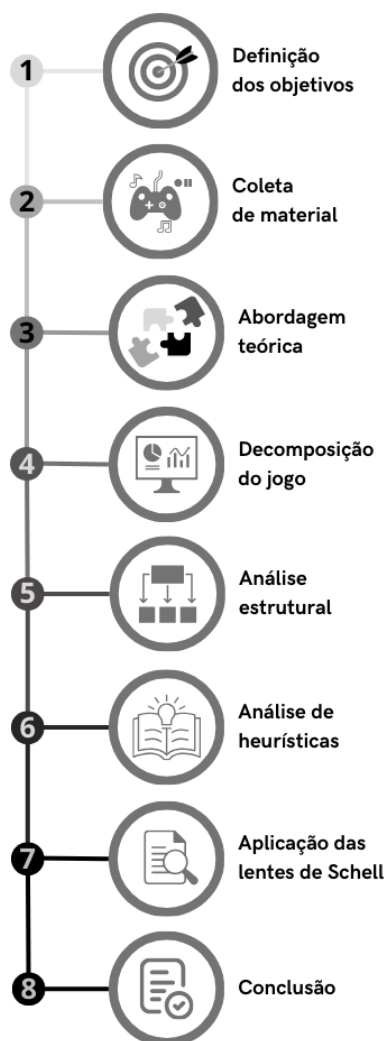 1
Definição
dos objetivos
2
Coleta
de material
3
Abordagem
teórica
4
Decomposição
do jogo
5
Análise
estrutural
6
Análise de
heurísticas
7
Aplicação das
lentes de Schell
8
Conclusão